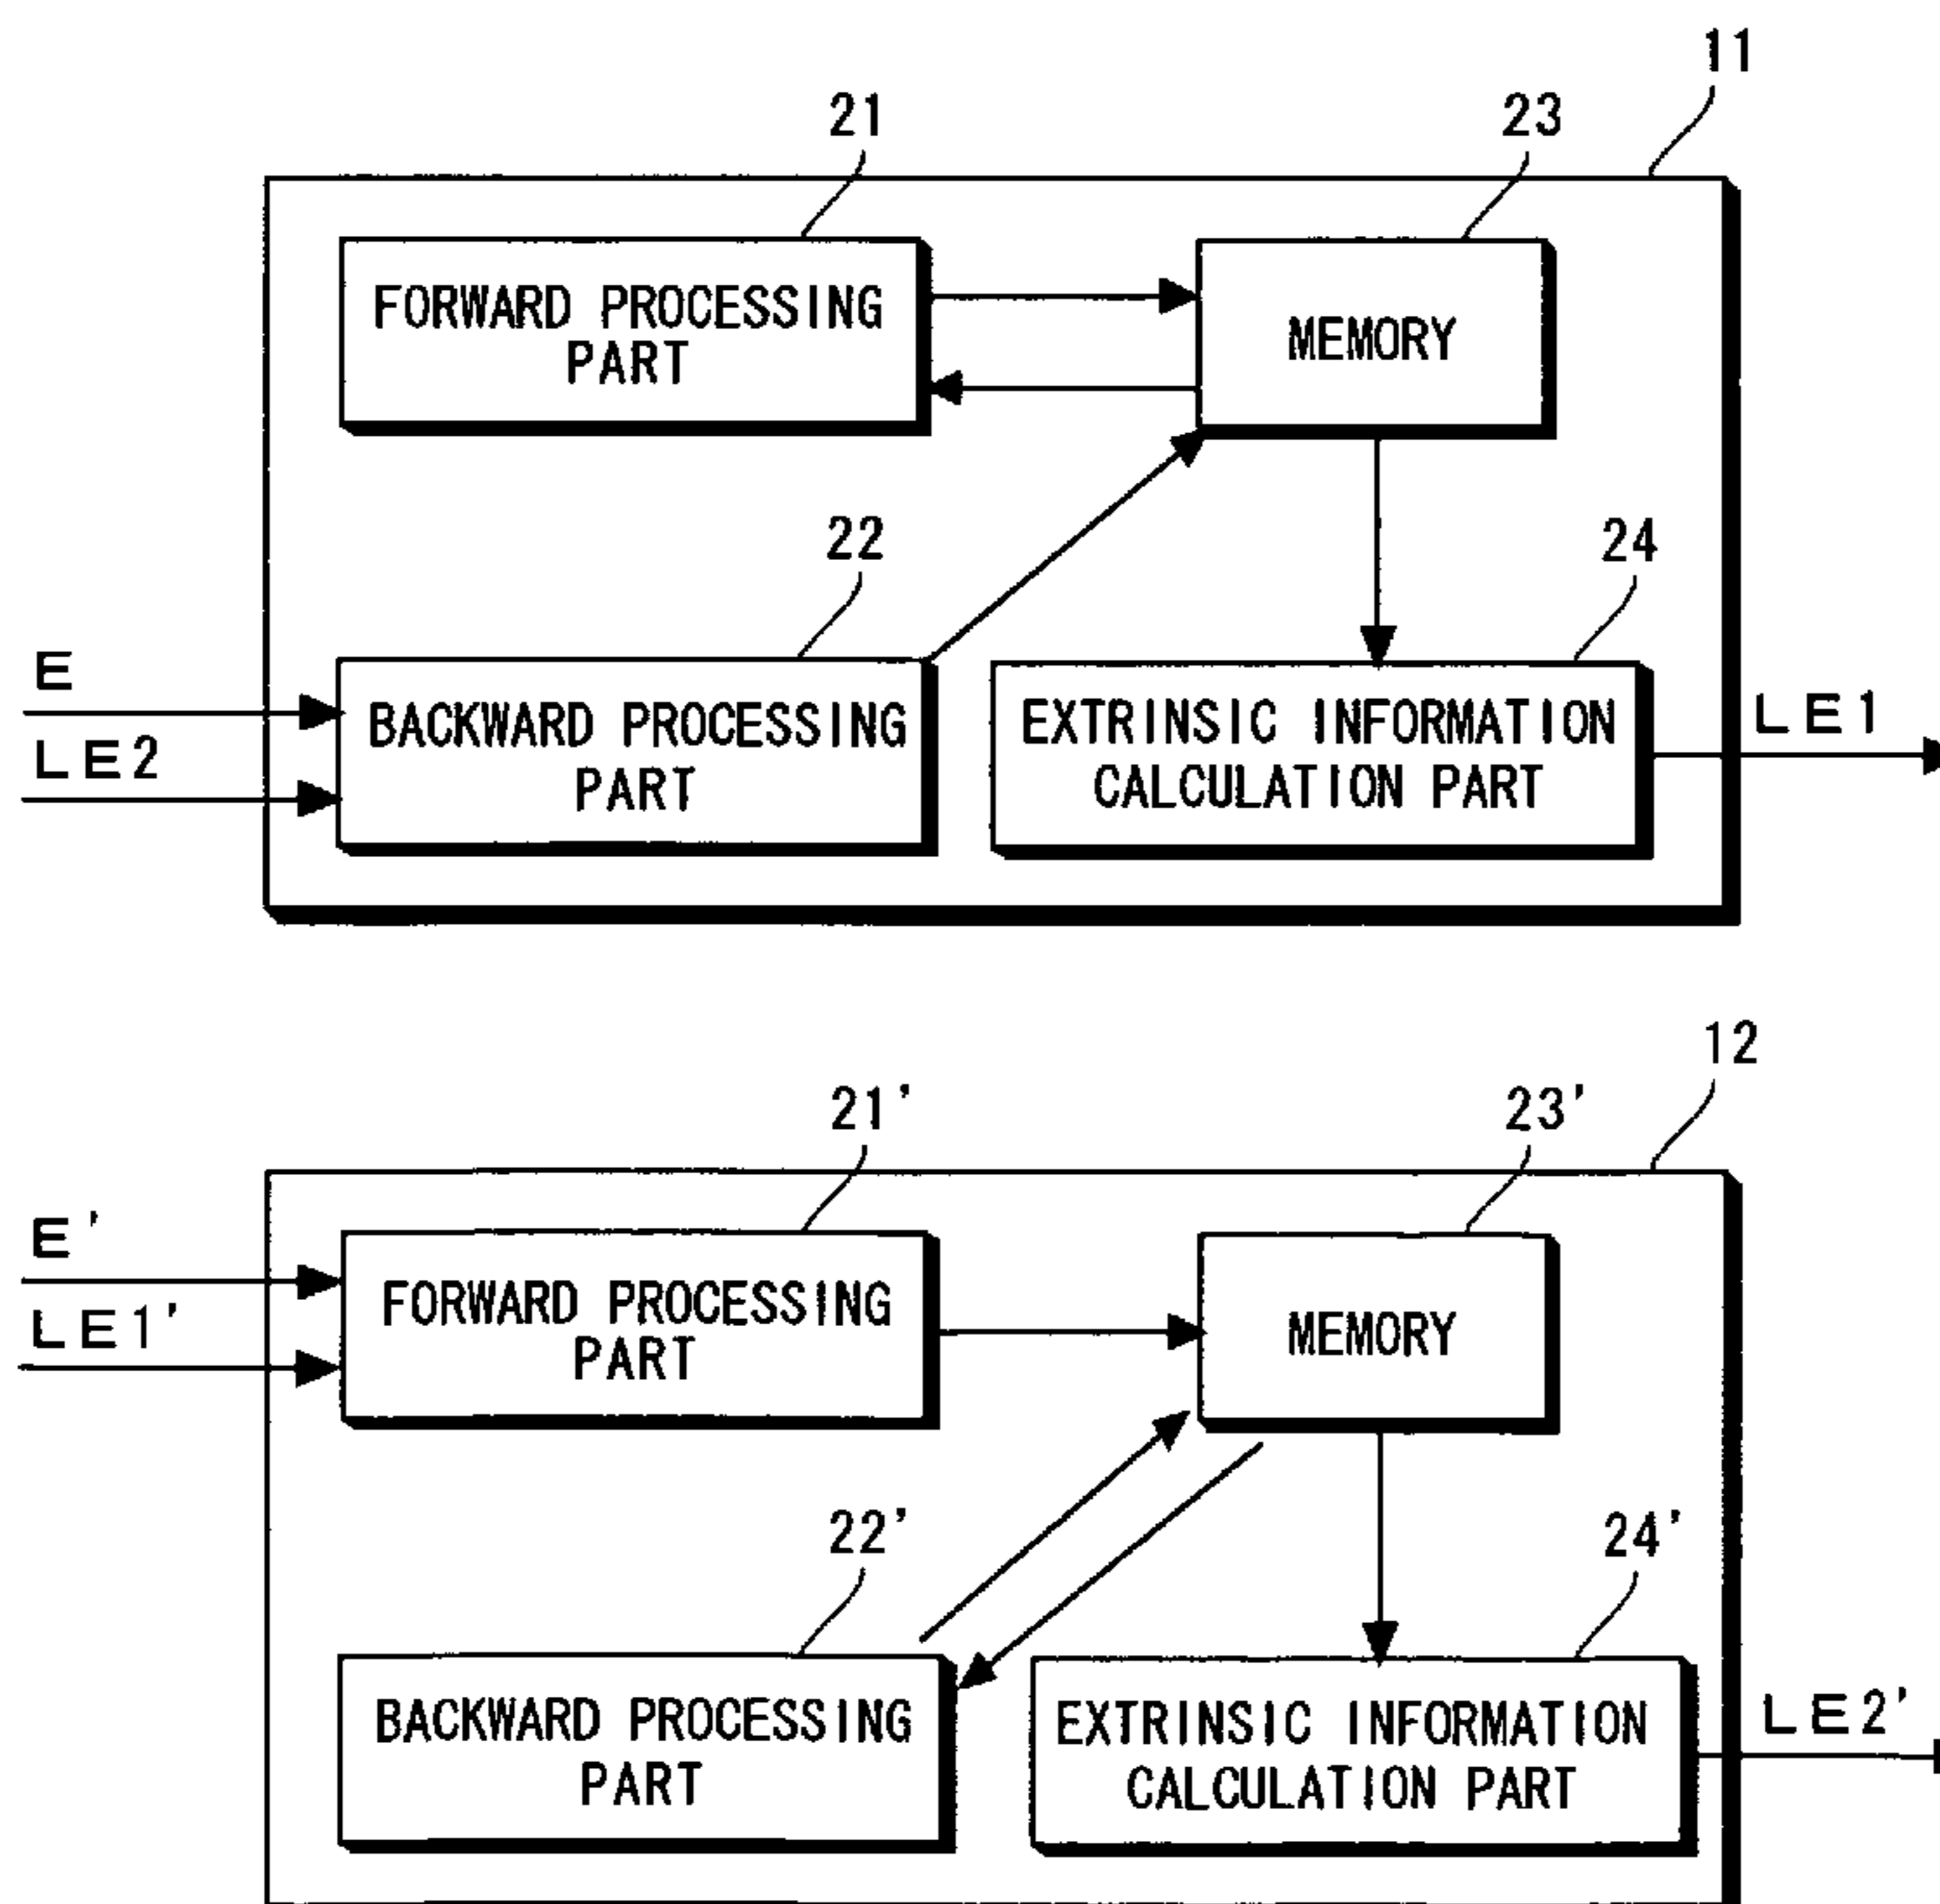 11
21
23
FORWARD PROCESSING
PART
MEMORY
22
24
E
LE2
BACKWARD PROCESSING
PART
EXTRINSIC INFORMATION
CALCULATION PART
LE1
12
21'
23'
E'
LE1'
FORWARD PROCESSING
PART
MEMORY
22'
24'
BACKWARD PROCESSING
PART
EXTRINSIC INFORMATION
CALCULATION PART
LE2'